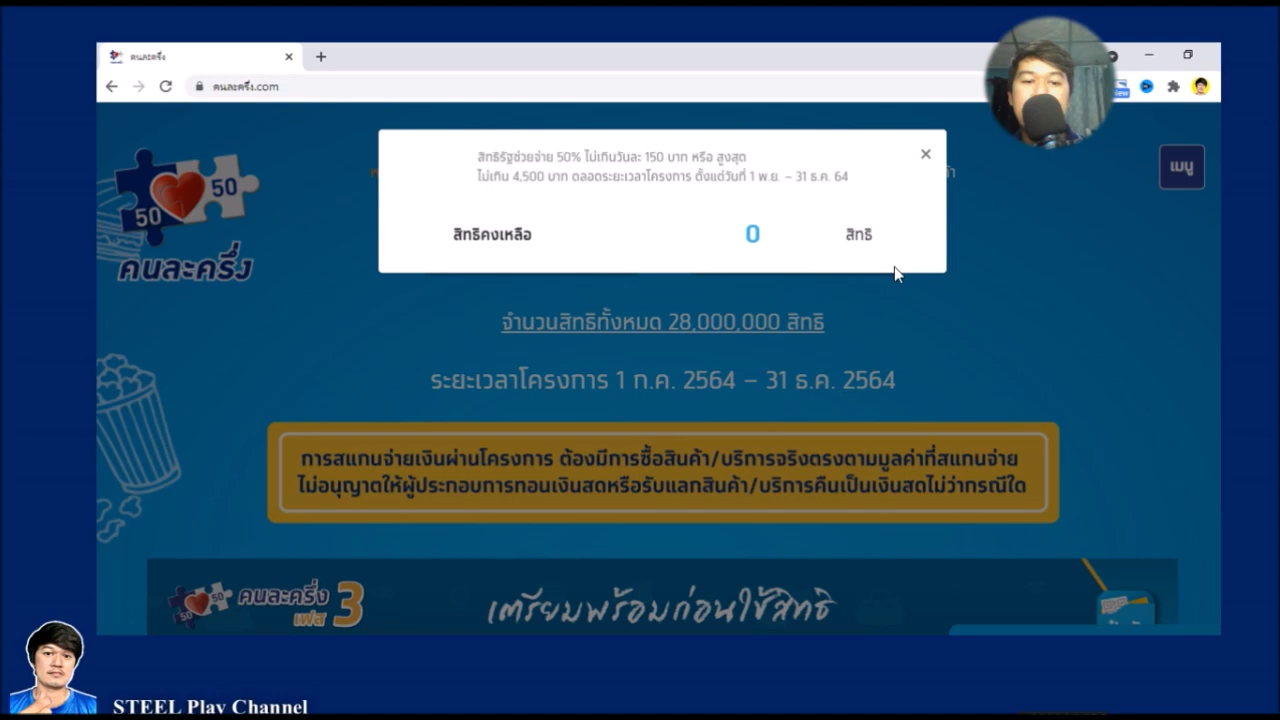 คนละครึ่ง
คนละครึ่ง.com
สิทธิรัฐช่วยจ่าย 50% ไม่เกินวันละ 150 บาท หรือ สูงสุด
ไม่เกิน 4,500 บาท ตลอดระยะเวลาโครงการ ตั้งแต่วันที่ 1 พ.ย. – 31 ธ.ค. 64
เมนู
50
50
คนละครึ่ง
สิทธิคงเหลือ 0 สิทธิ
จำนวนสิทธิทั้งหมด 28,000,000 สิทธิ
ระยะเวลาโครงการ 1 ก.ค. 2564 – 31 ธ.ค. 2564
การสแกนจ่ายเงินผ่านโครงการ ต้องมีการซื้อสินค้า/บริการจริงตรงตามมูลค่าที่สแกนจ่าย
ไม่อนุญาตให้ผู้ประกอบการทอนเงินสดหรือรับแลกสินค้า/บริการคืนเป็นเงินสดไม่ว่ากรณีใด
50 50 คนละครึ่ง เฟส 3 เตรียมพร้อมก่อนใช้สิทธิ
STEEL Play Channel